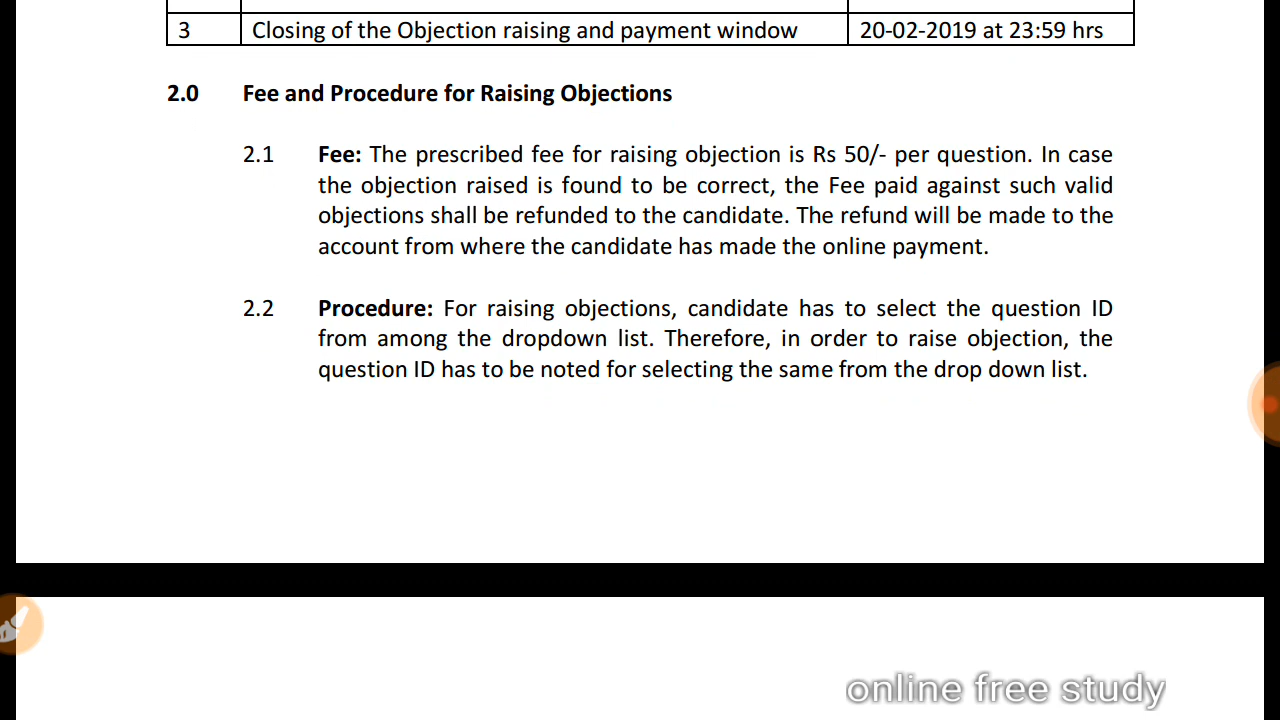 3 Closing of the Objection raising and payment window 20-02-2019 at 23:59 hrs
2.0 Fee and Procedure for Raising Objections
2.1 Fee: The prescribed fee for raising objection is Rs 50/- per question. In case
the objection raised is found to be correct, the Fee paid against such valid
objections shall be refunded to the candidate. The refund will be made to the
account from where the candidate has made the online payment.
2.2 Procedure: For raising objections, candidate has to select the question ID
from among the dropdown list. Therefore, in order to raise objection, the
question ID has to be noted for selecting the same from the drop down list.
online free study